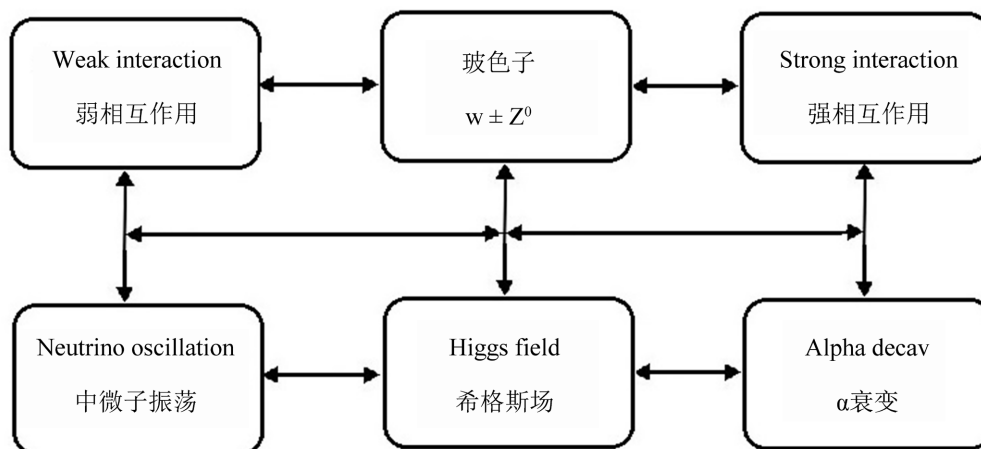 Weak interaction
弱相互作用
玻色子
w ± Z⁰
Strong interaction
强相互作用
Neutrino oscillation
中微子振荡
Higgs field
希格斯场
Alpha decav
α衰变